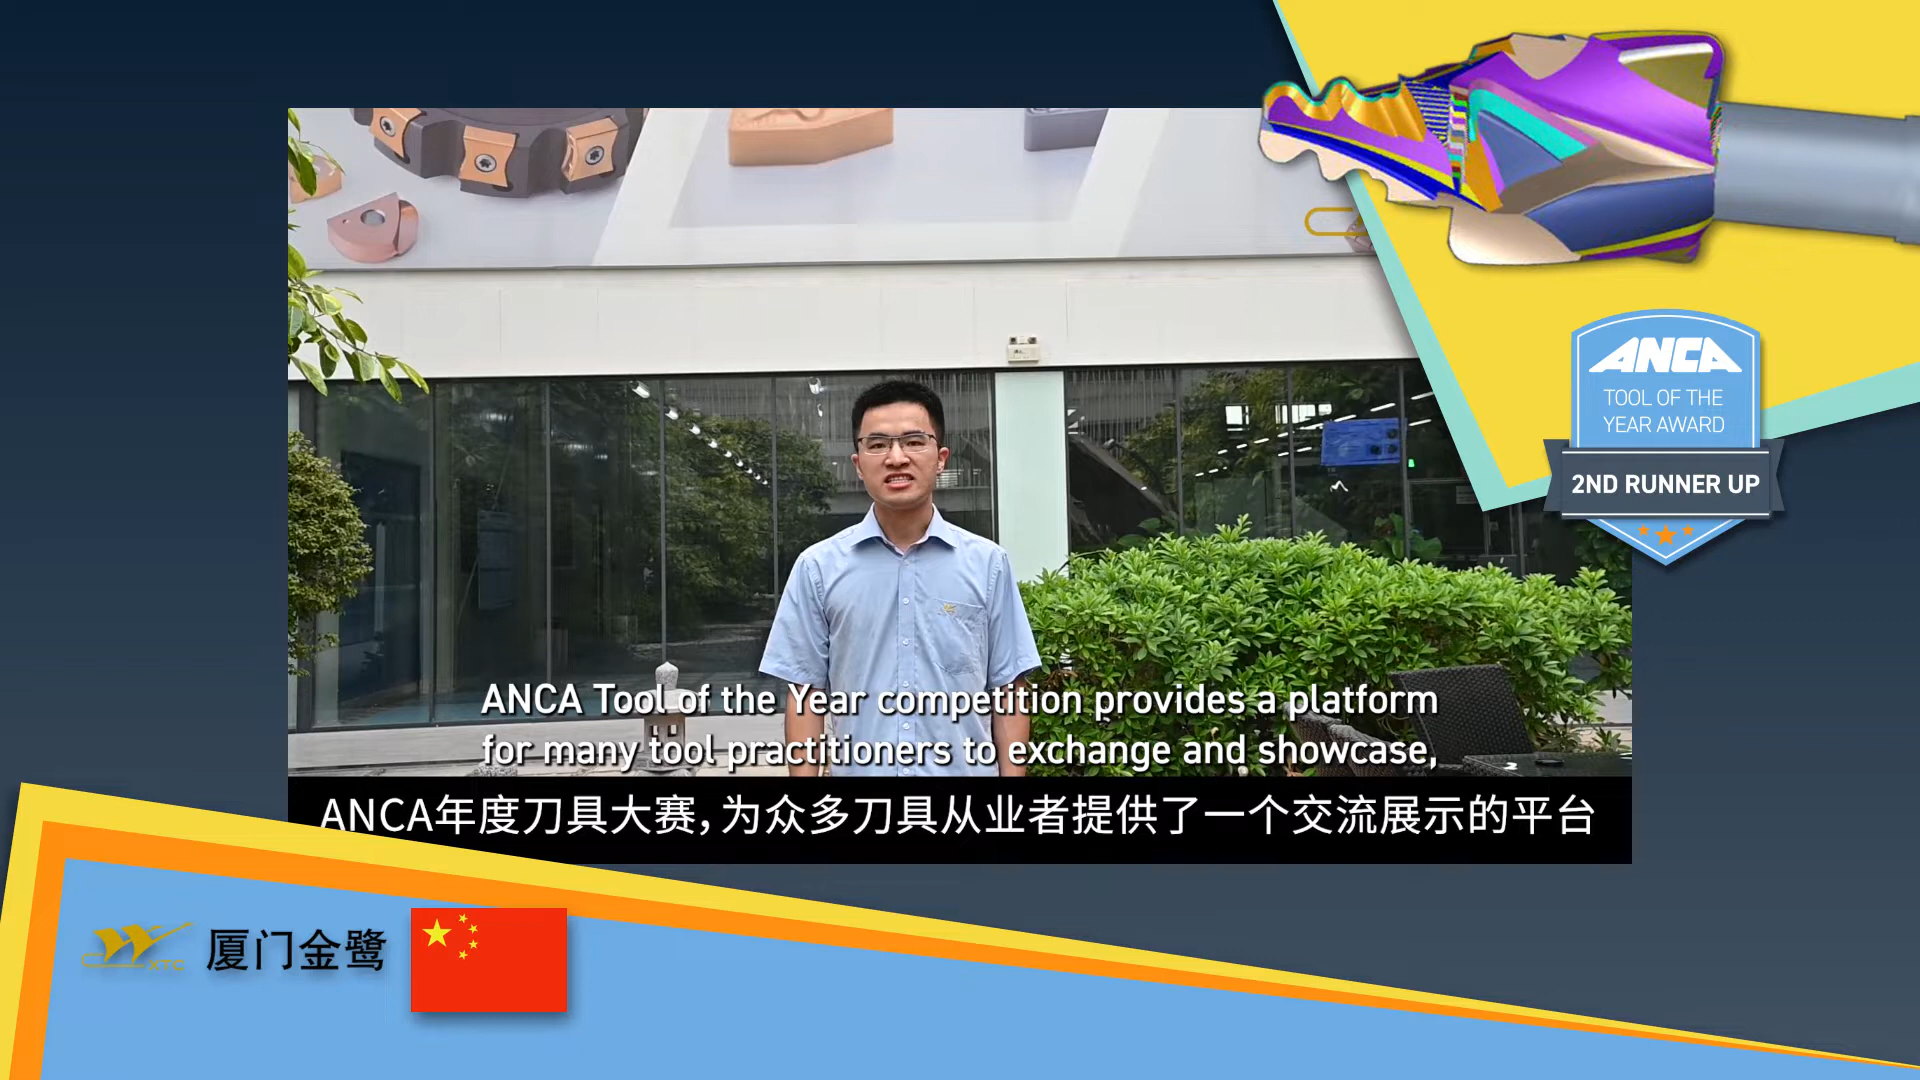 ANCA
TOOL OF THE
YEAR AWARD
2ND RUNNER UP
ANCA Tool of the Year competition provides a platform
for many tool practitioners to exchange and showcase,
ANCA年度刀具大赛，为众多刀具从业者提供了一个交流展示的平台
XTC
厦门金鹭